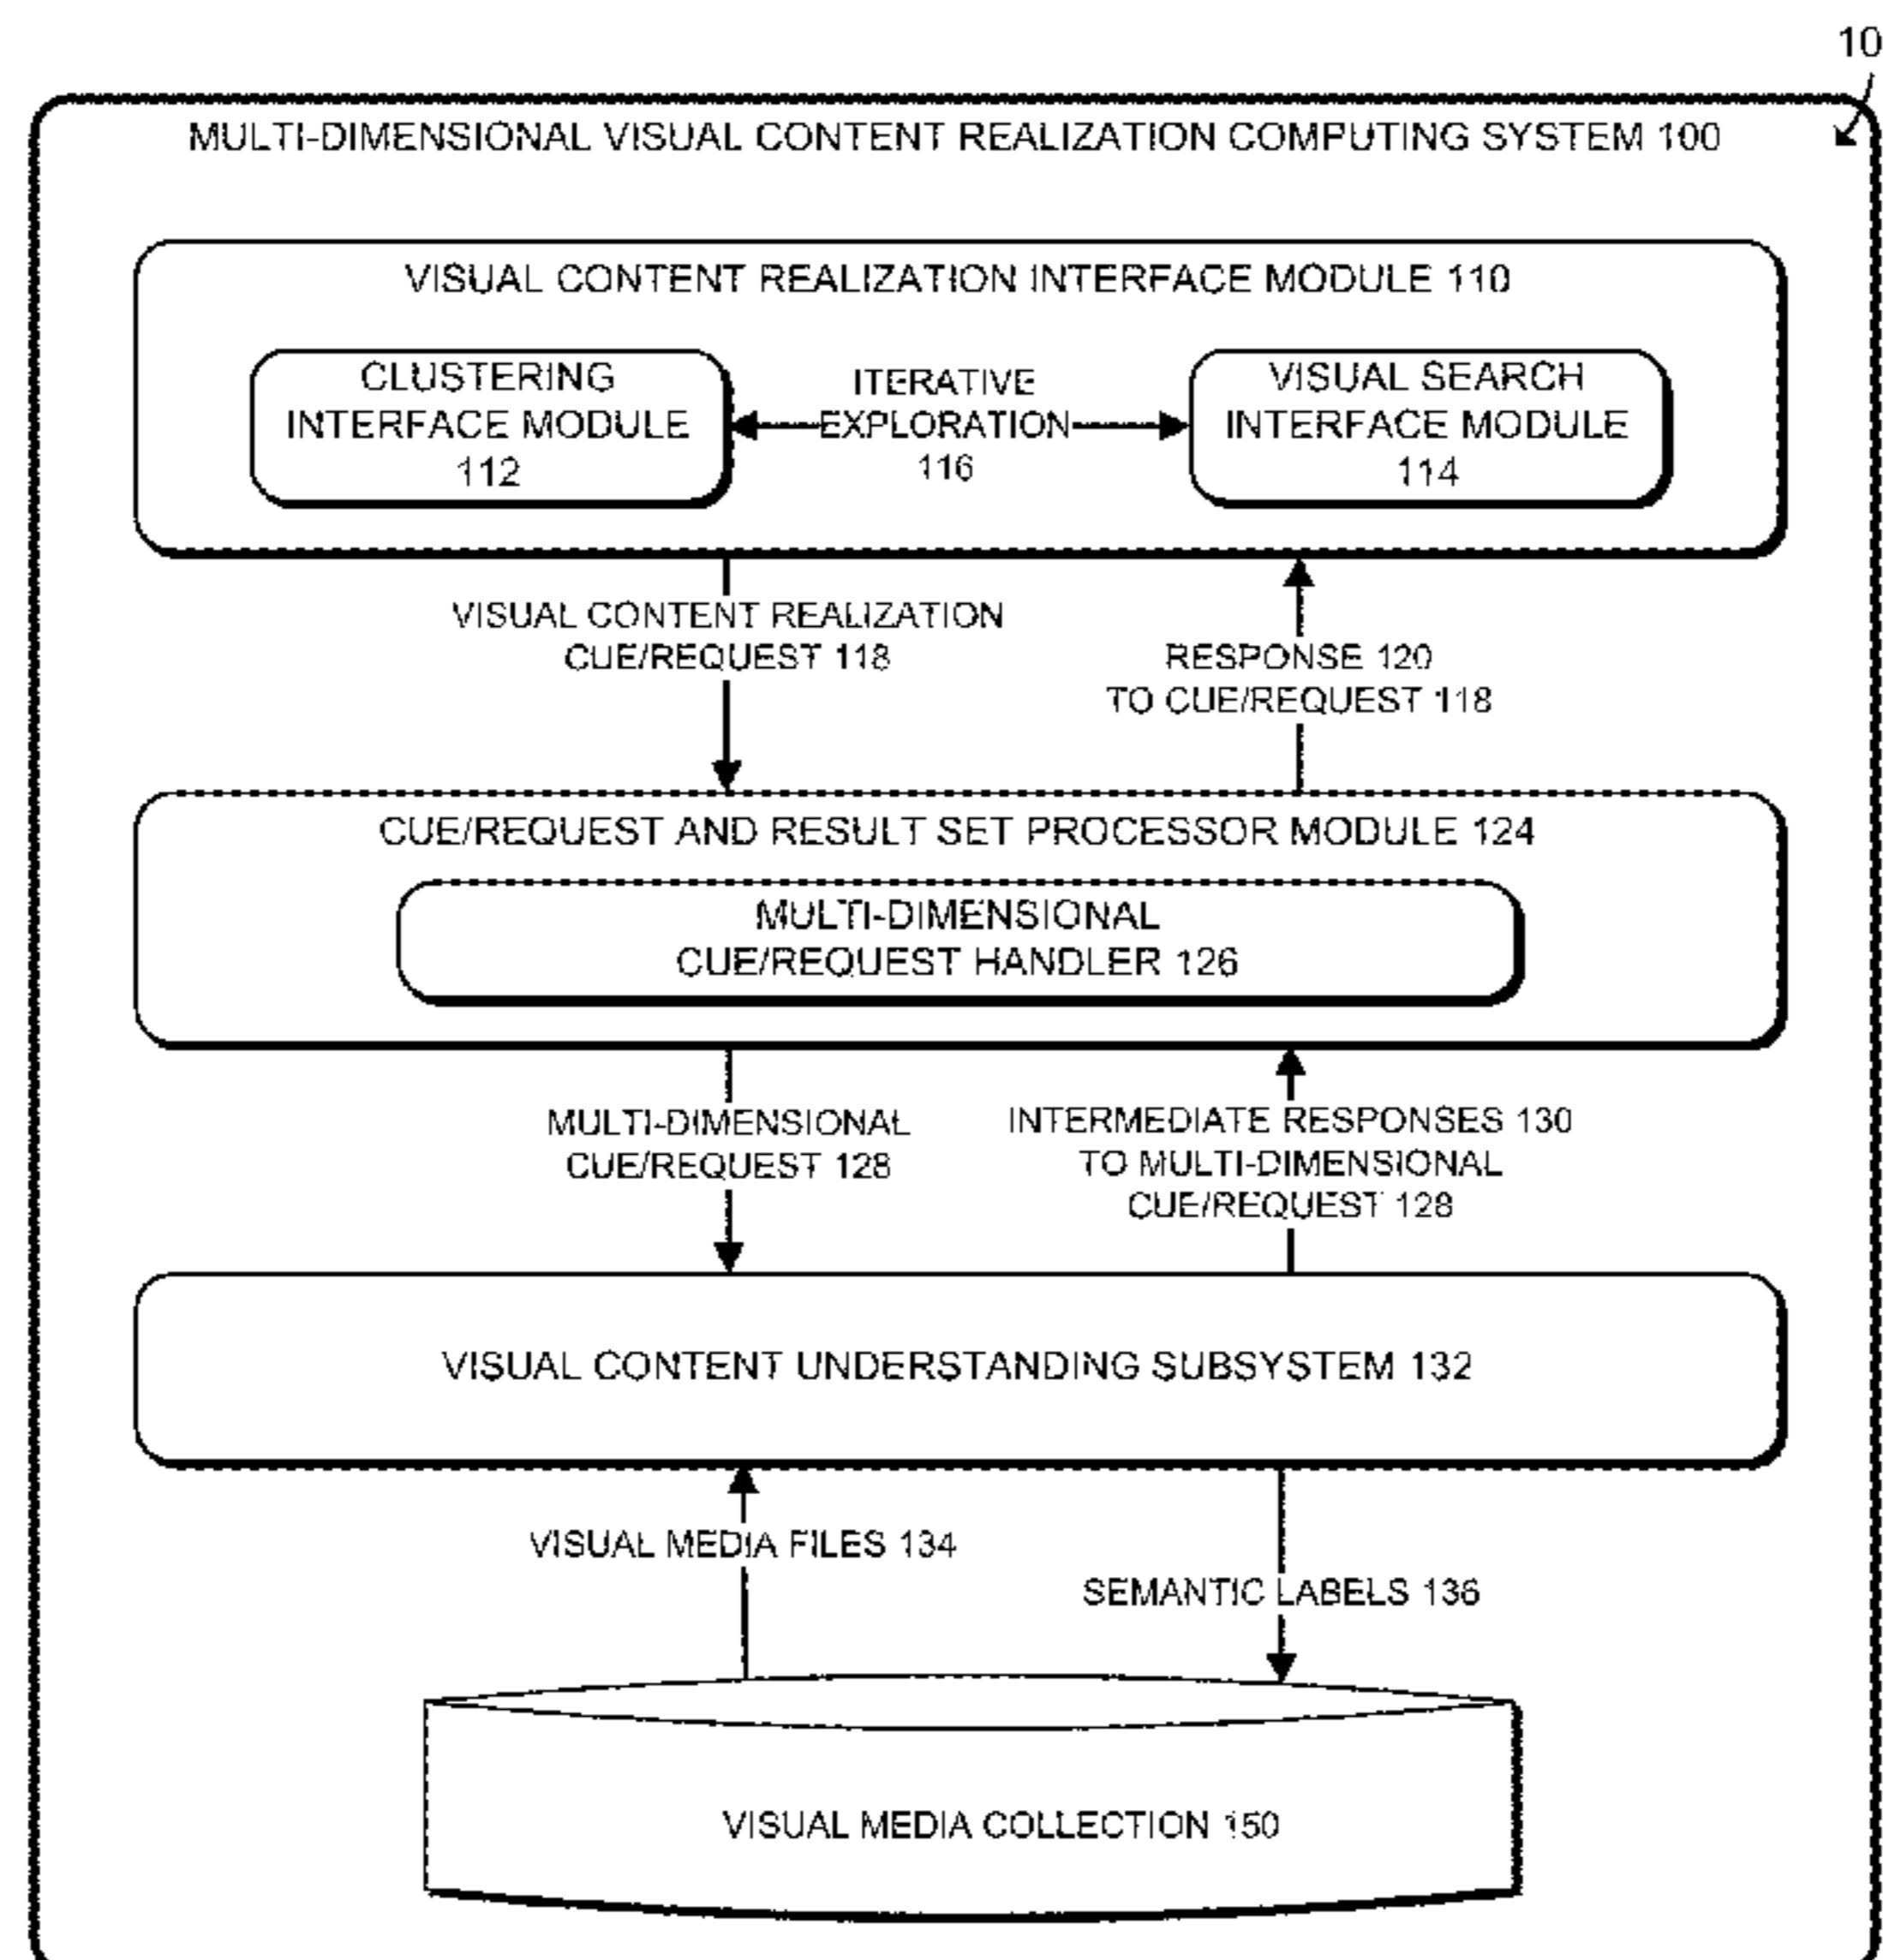 10
MULTI-DIMENSIONAL VISUAL CONTENT REALIZATION COMPUTING SYSTEM 100
VISUAL CONTENT REALIZATION INTERFACE MODULE 110
CLUSTERING
INTERFACE MODULE
112
ITERATIVE
EXPLORATION
116
VISUAL SEARCH
INTERFACE MODULE
114
VISUAL CONTENT REALIZATION
CUE/REQUEST 118
RESPONSE 120
TO CUE/REQUEST 118
CUE/REQUEST AND RESULT SET PROCESSOR MODULE 124
MULTI-DIMENSIONAL
CUE/REQUEST HANDLER 126
MULTI-DIMENSIONAL
CUE/REQUEST 128
INTERMEDIATE RESPONSES 130
TO MULTI-DIMENSIONAL
CUE/REQUEST 128
VISUAL CONTENT UNDERSTANDING SUBSYSTEM 132
VISUAL MEDIA FILES 134
SEMANTIC LABELS 136
VISUAL MEDIA COLLECTION 150